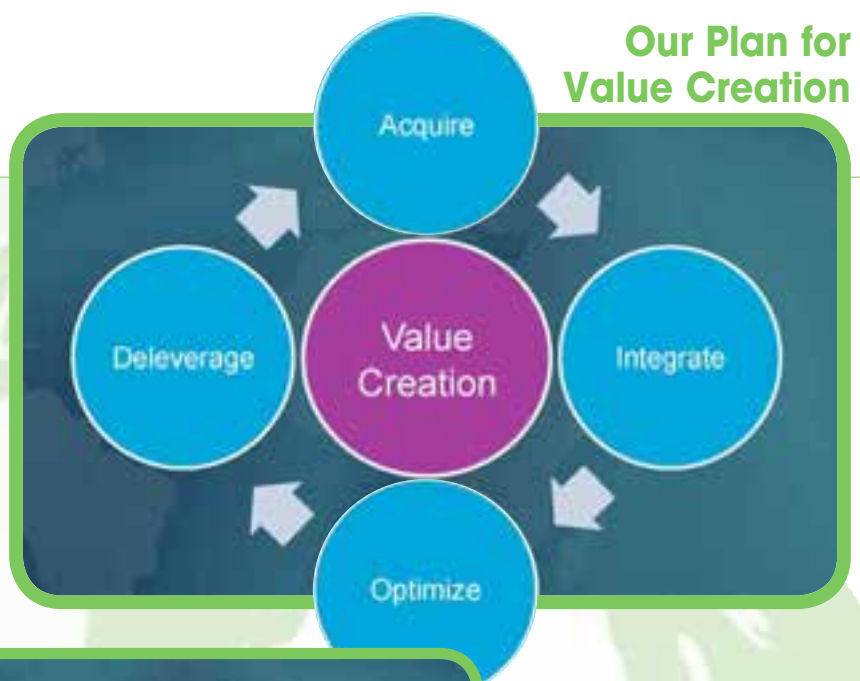 Our Plan for
Value Creation
Acquire
Deleverage
Value
Creation
Integrate
Optimize